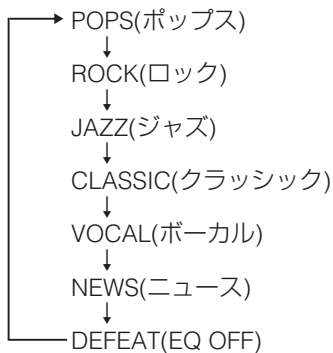 POPS(ポップス)
ROCK(ロック)
JAZZ(ジャズ)
CLASSIC(クラッシック)
VOCAL(ボーカル)
NEWS(ニュース)
DEFEAT(EQ OFF)